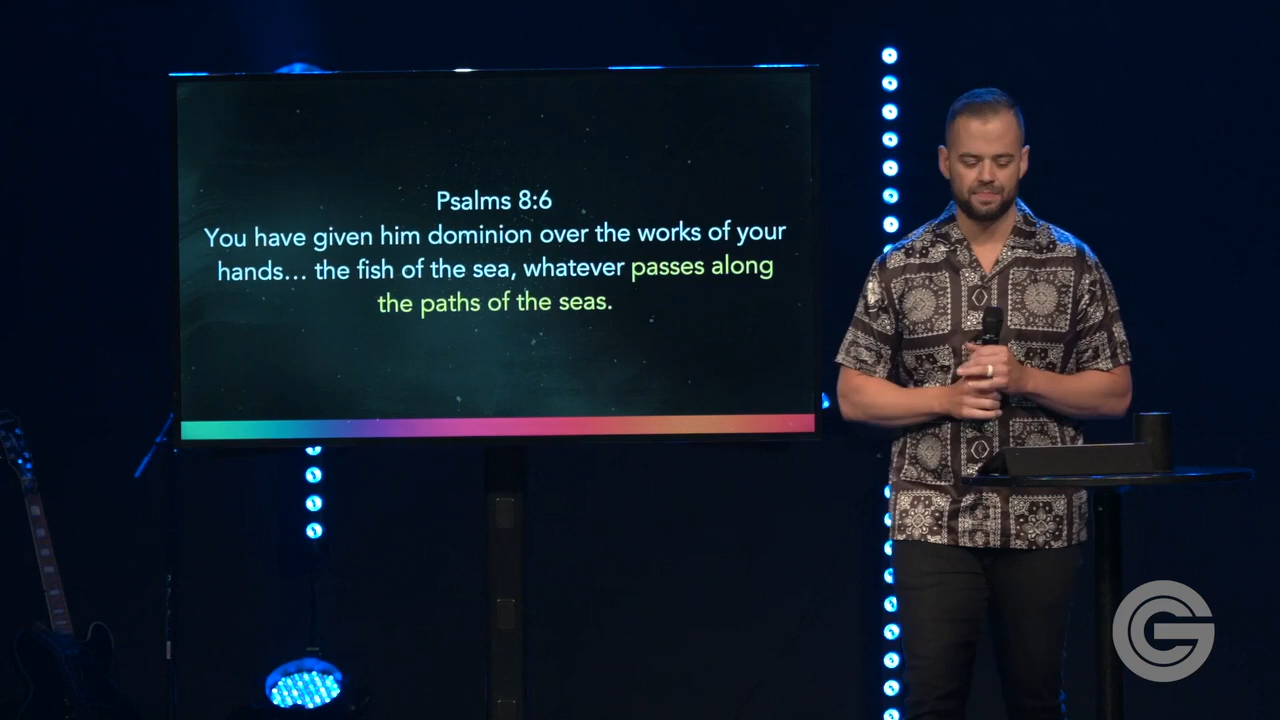 Psalms 8:6
You have given him dominion over the works of your
hands... the fish of the sea, whatever passes along
the paths of the seas.